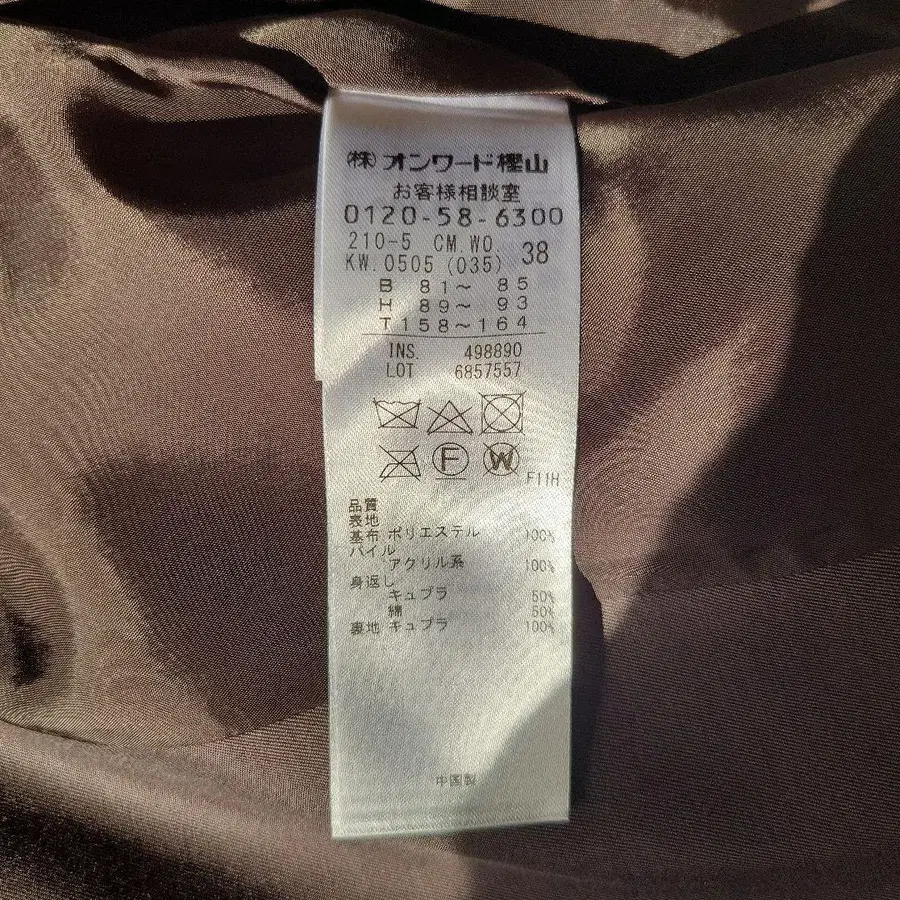 ㈱オンワード樫山
お客様相談室
0120-58-6300
210-5 CM.WO. 38
KW.0505 (035)
B 81～ 85
H 89～ 93
T158～164
INS. 498890
LOT 6857557
F W
F11H
品質
表地
基布 ポリエステル 100%
パイル
アクリル系 100%
身返し
キュプラ 50%
綿 50%
裏地 キュプラ 100%
中国製